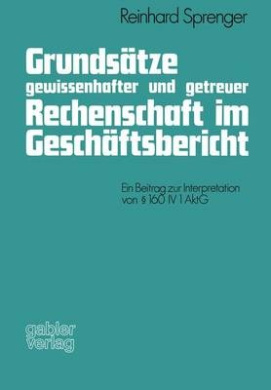 Reinhard Sprenger
Grundsätze
gewissenhafter und getreuer
Rechenschaft im
Geschäftsbericht
Ein Beitrag zur Interpretation
von § 160 IV 1 AktG
gabler
verlag